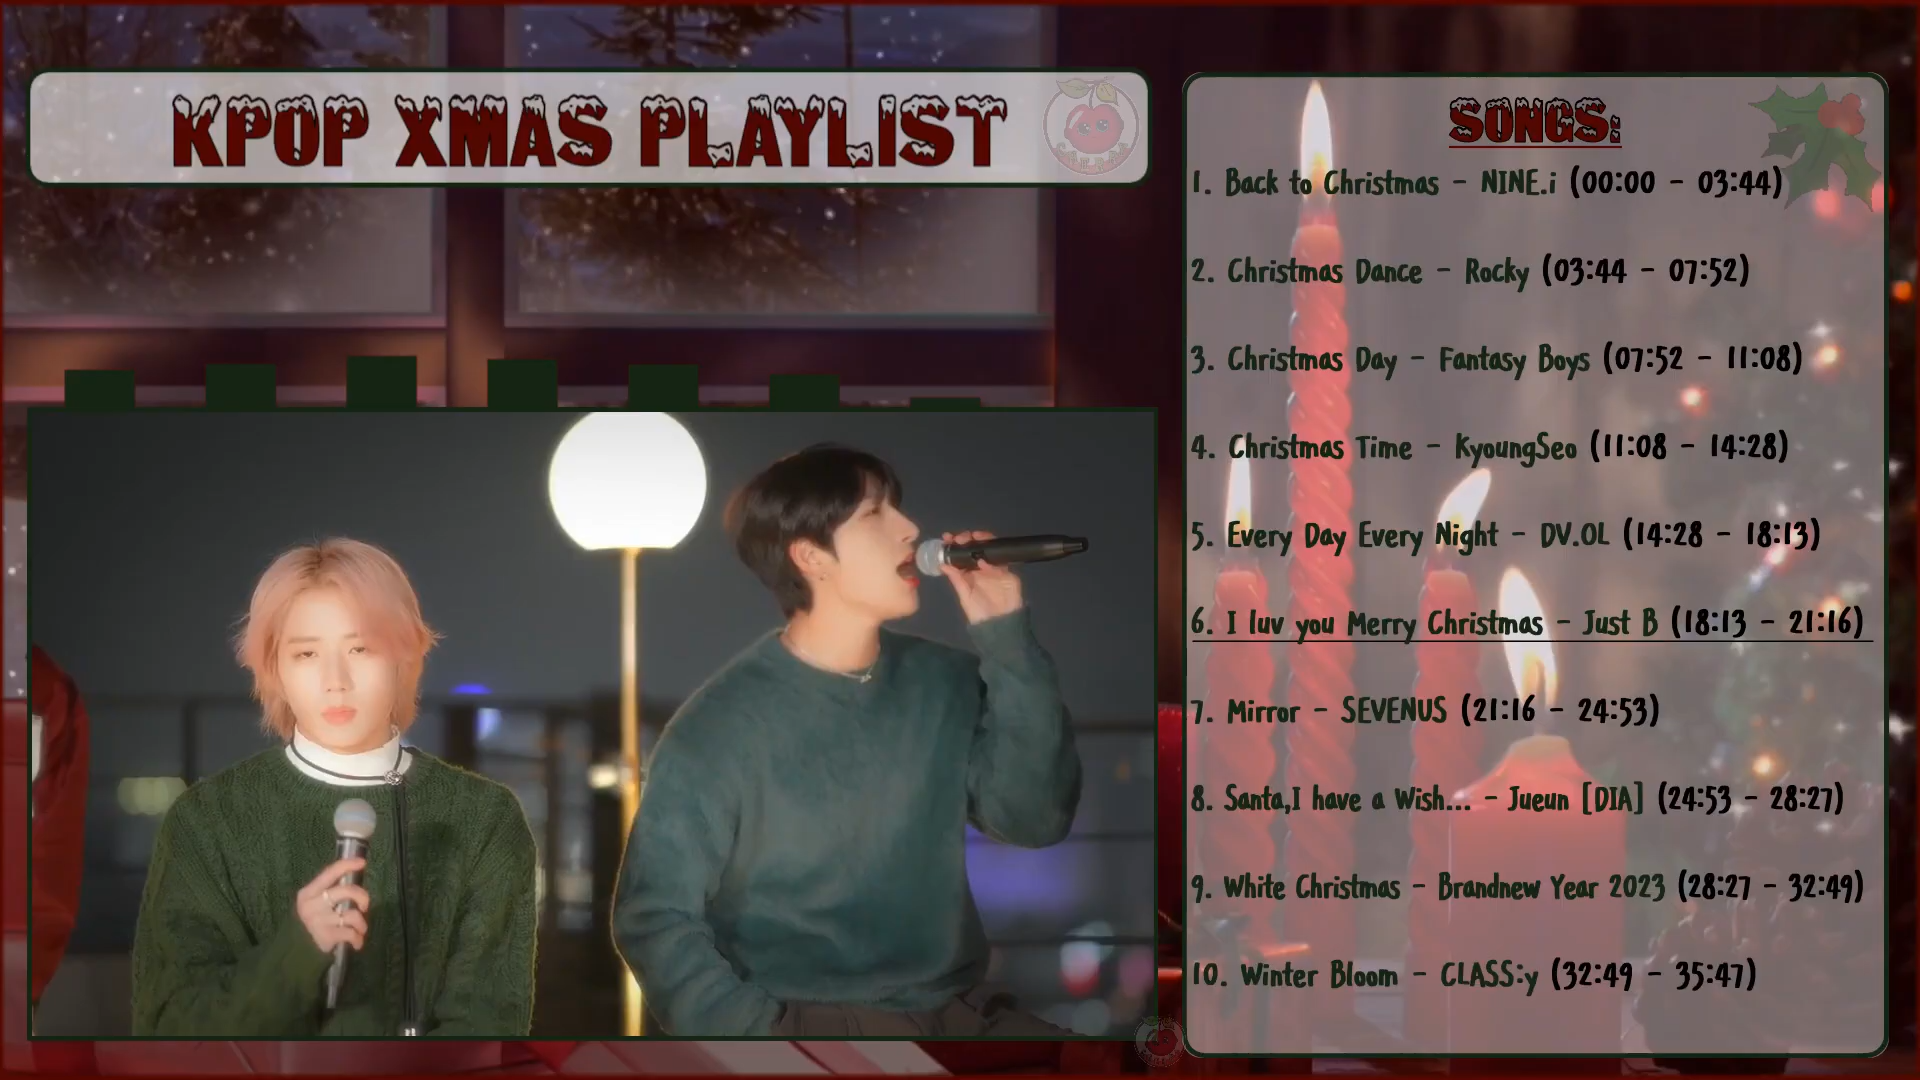 KPOP XMAS PLAYLIST
SONGS:
1. Back to Christmas - NINE.i (00:00 - 03:44)
2. Christmas Dance - Rocky (03:44 - 07:52)
3. Christmas Day - Fantasy Boys (07:52 - 11:08)
4. Christmas Time - KyoungSeo (11:08 - 14:28)
5. Every Day Every Night - DV.OL (14:28 - 18:13)
6. I luv you Merry Christmas - Just B (18:13 - 21:16)
7. Mirror - SEVENUS (21:16 - 24:53)
8. Santa,I have a Wish... - Jueun [DIA] (24:53 - 28:27)
9. White Christmas - Brandnew Year 2023 (28:27 - 32:49)
10. Winter Bloom - CLASS:y (32:49 - 35:47)